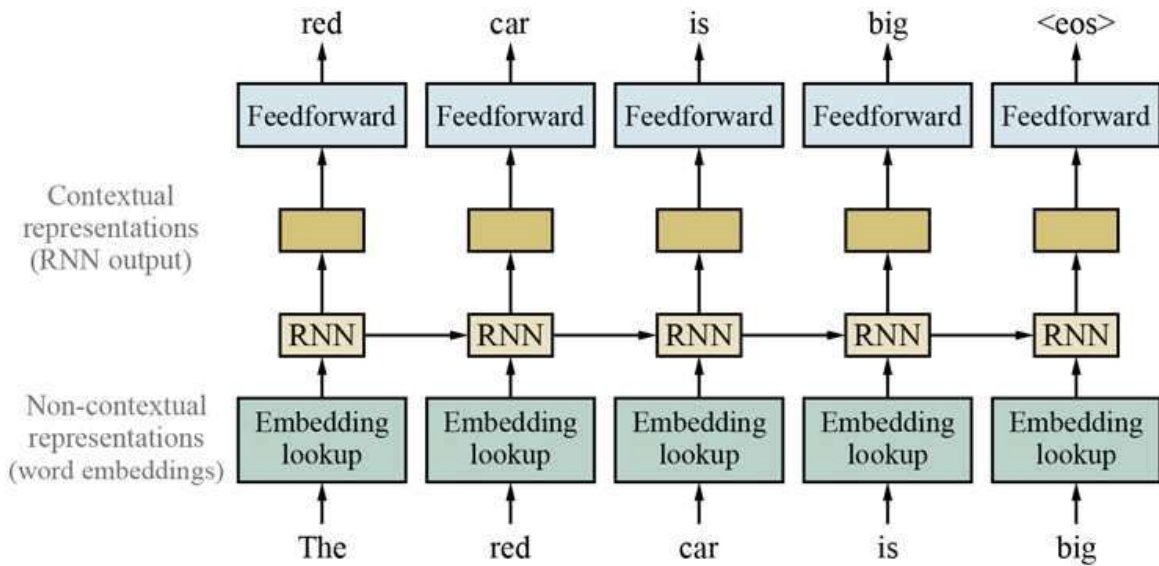 red car is big <eos>
Feedforward Feedforward Feedforward Feedforward Feedforward
Contextual
representations
(RNN output)
RNN RNN RNN RNN RNN
Non-contextual
representations
(word embeddings)
Embedding lookup Embedding lookup Embedding lookup Embedding lookup Embedding lookup
The red car is big